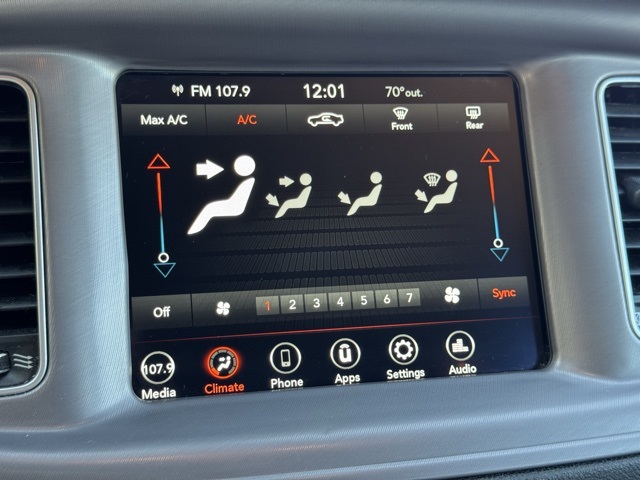 FM 107.9 12:01 70° out.
Max A/C A/C Front Rear
Off 1 2 3 4 5 6 7 Sync
107.9
Media Climate Phone Apps Settings Audio